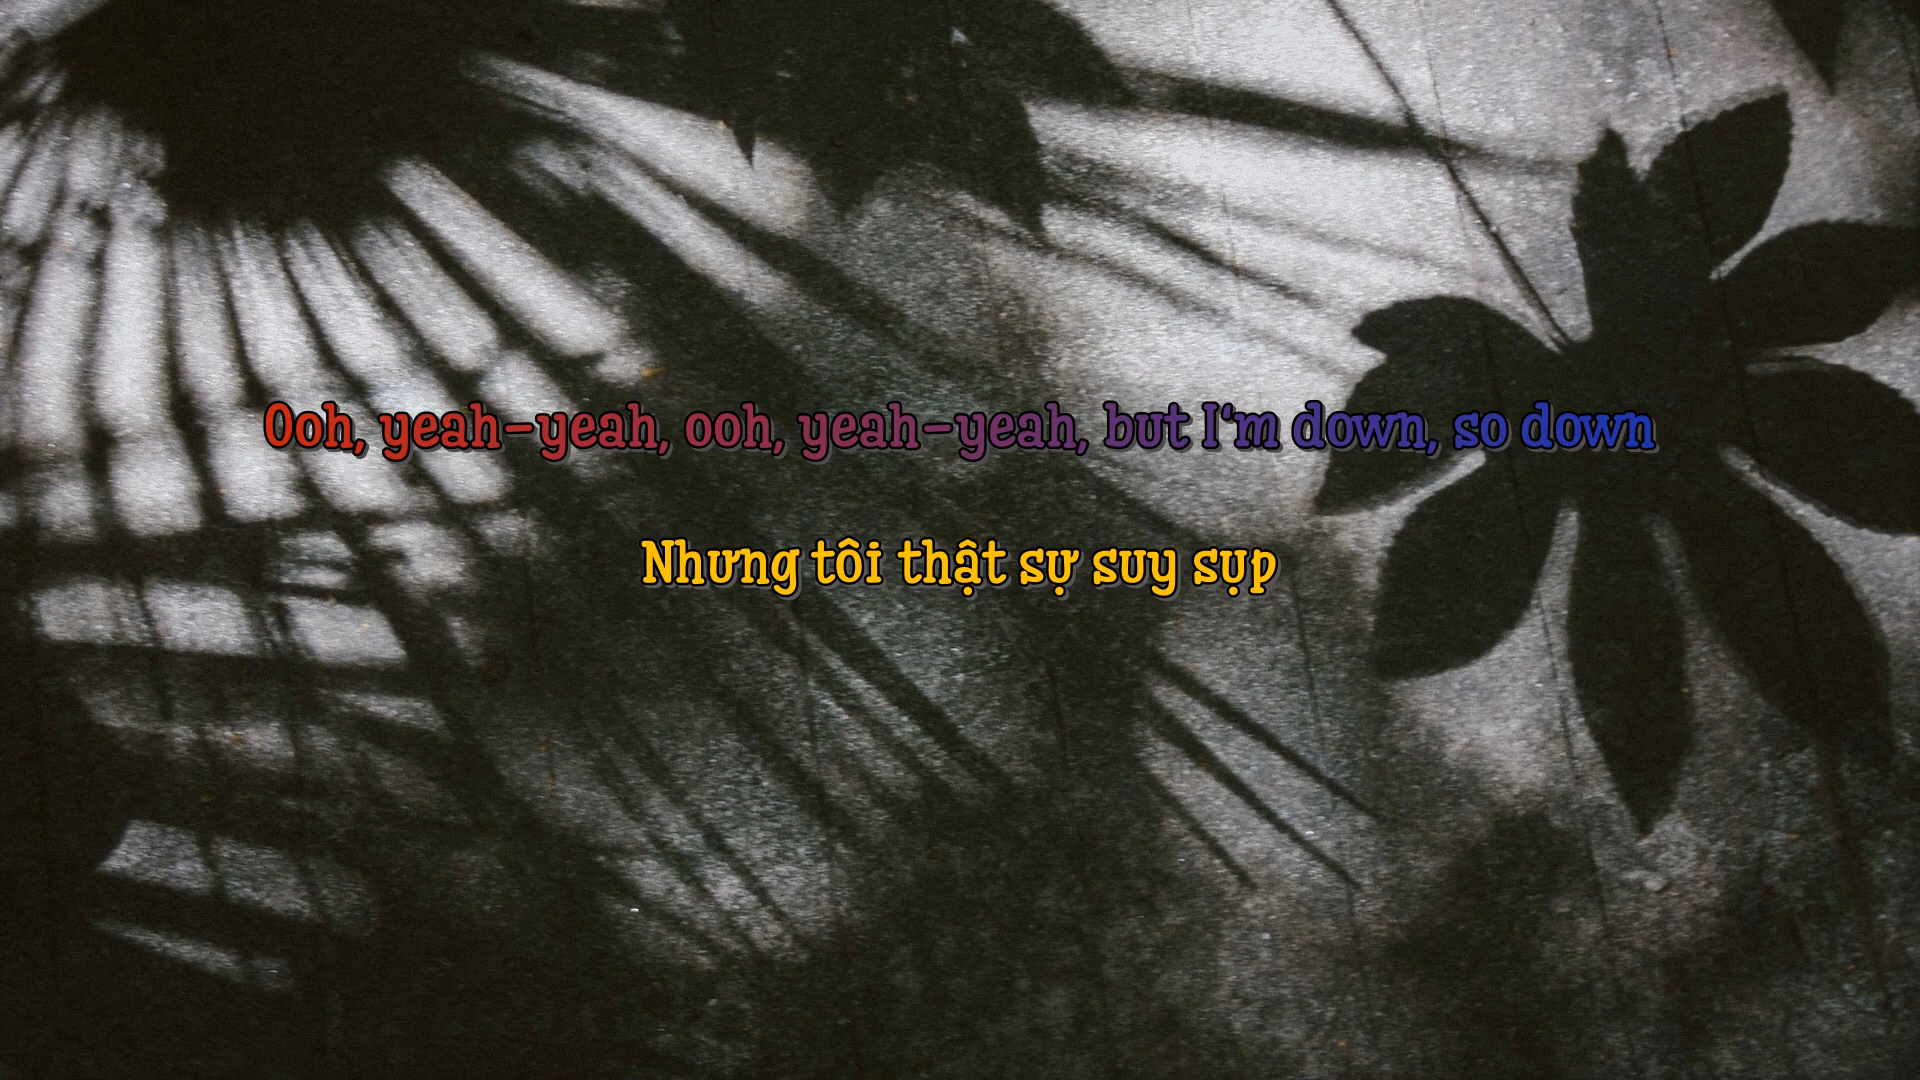 Ooh, yeah-yeah, ooh, yeah-yeah, but I'm down, so down
Nhưng tôi thật sự suy sụp